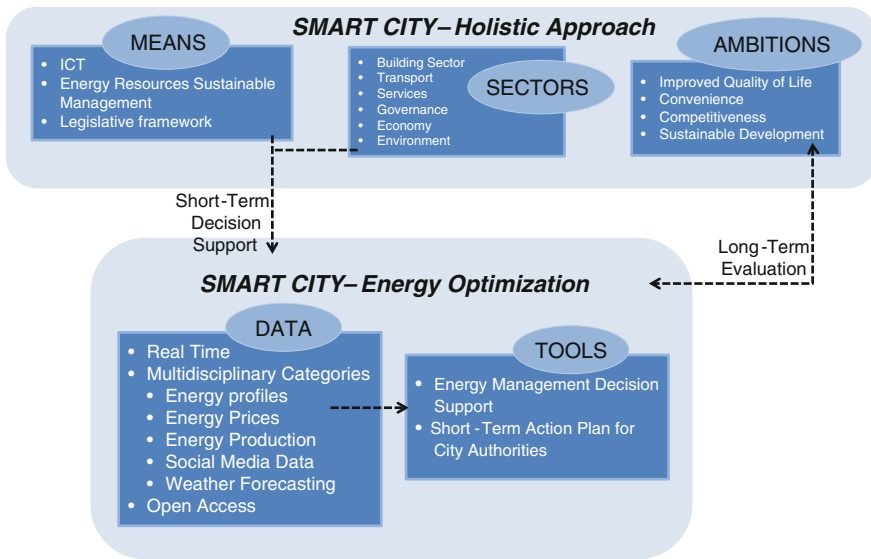 SMART CITY–Holistic Approach
MEANS
• ICT
• Energy Resources Sustainable
Management
• Legislative framework
SECTORS
• Building Sector
• Transport
• Services
• Governance
• Economy
• Environment
AMBITIONS
• Improved Quality of Life
• Convenience
• Competitiveness
• Sustainable Development
Short-Term
Decision
Support
Long-Term
Evaluation
SMART CITY–Energy Optimization
DATA
• Real Time
• Multidisciplinary Categories
• Energy profiles
• Energy Prices
• Energy Production
• Social Media Data
• Weather Forecasting
• Open Access
TOOLS
• Energy Management Decision
Support
• Short-Term Action Plan for
City Authorities